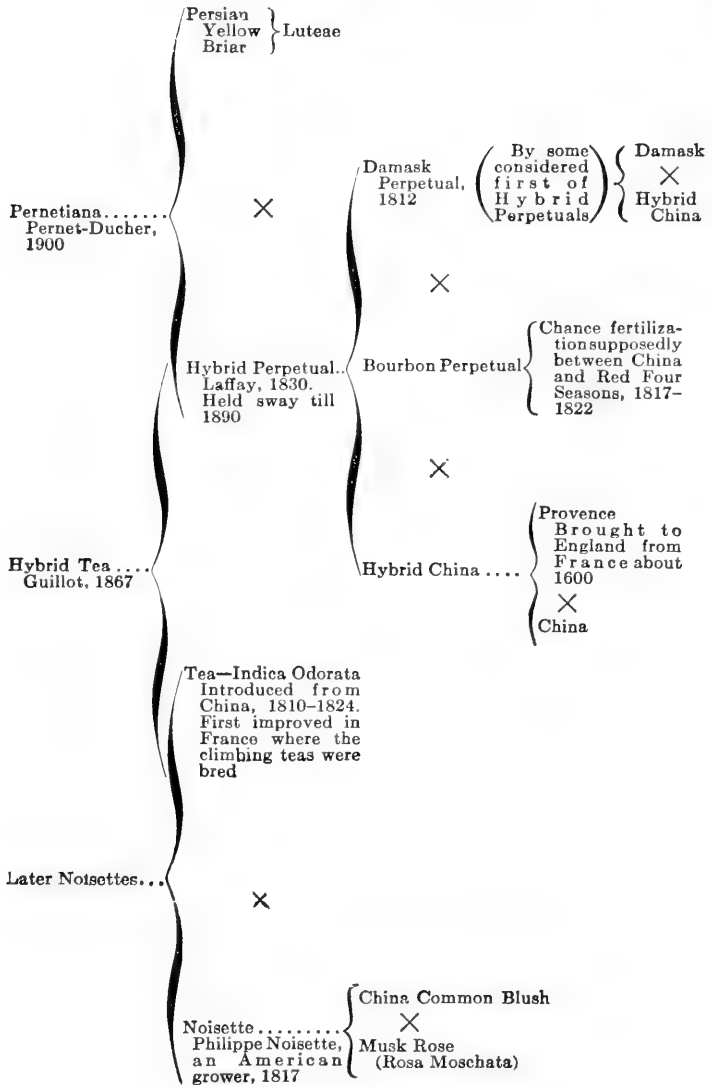 Persian
Yellow
Briar
Luteae
Pernetiana.......
Pernet-Ducher,
1900
×
Damask
Perpetual,
1812
By some
considered
first of
Hybrid
Perpetuals
Damask
×
Hybrid
China
×
Hybrid Perpetual..
Laffay, 1830.
Held sway till
1890
Bourbon Perpetual
Chance fertiliza-
tion supposedly
between China
and Red Four
Seasons, 1817–
1822
×
Hybrid Tea ....
Guillot, 1867
Hybrid China ....
Provence
Brought to
England from
France about
1600
×
China
Tea—Indica Odorata
Introduced from
China, 1810–1824.
First improved in
France where the
climbing teas were
bred
Later Noisettes...
×
Noisette .........
Philippe Noisette,
an American
grower, 1817
China Common Blush
×
Musk Rose
(Rosa Moschata)